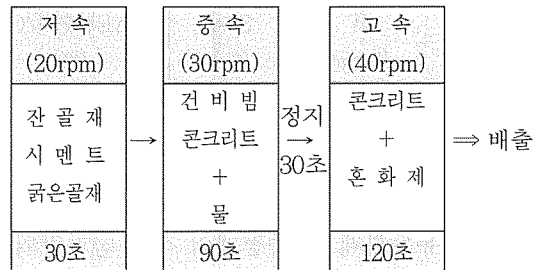 저 속
(20rpm)
잔 골 재
시 멘 트
굵은골재
30초
→
중 속
(30rpm)
건 비 빔
콘크리트
+
물
90초
정지
→
30초
고 속
(40rpm)
콘크리트
+
혼 화 제
120초
⇒ 배출